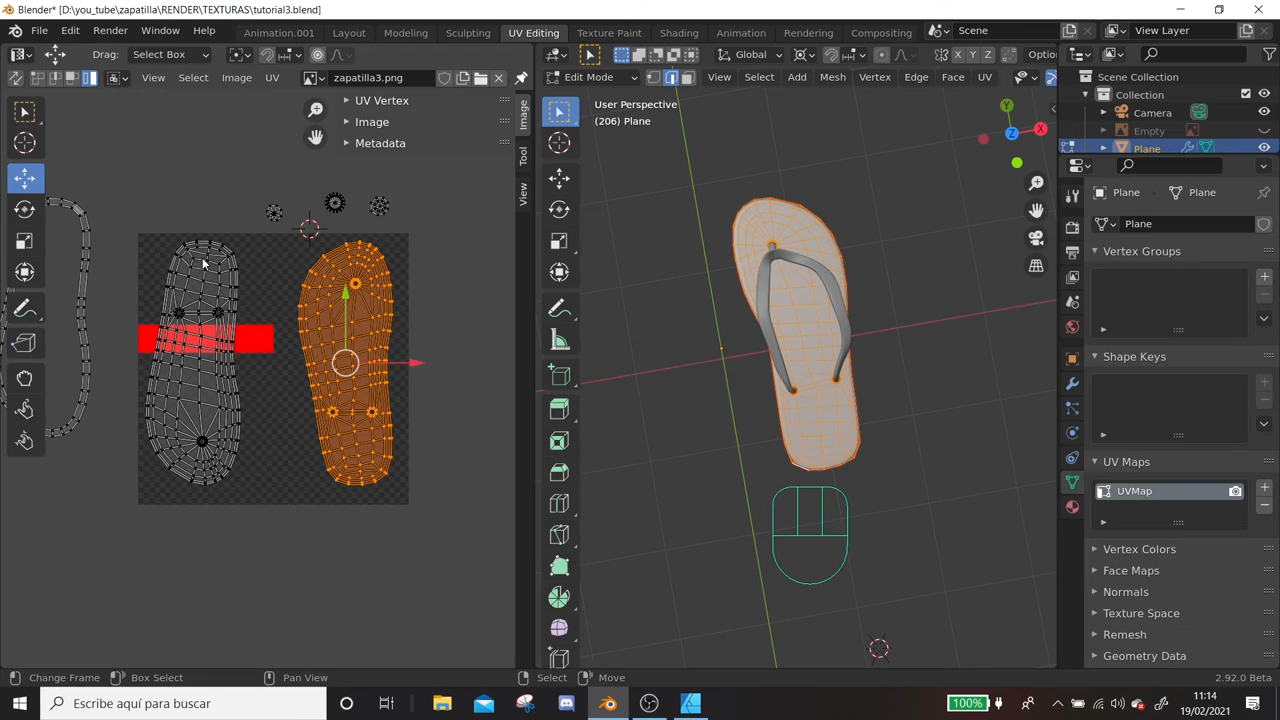 Blender* [D:\you_tube\zapatilla\RENDER\TEXTURAS\tutorial3.blend]
File Edit Render Window Help
Animation.001 Layout Modeling Sculpting UV Editing Texture Paint Shading Animation Rendering Compositing
Scene
View Layer
Drag: Select Box
Global
X Y Z
Optio
View Select Image UV
zapatilla3.png
Edit Mode
View Select Add Mesh Vertex Edge Face UV
Scene Collection
Collection
Camera
Empty
Plane
UV Vertex
Image
Metadata
Image
Tool
View
User Perspective
(206) Plane
Y
Z
X
Plane Plane
Plane
Vertex Groups
Shape Keys
UV Maps
UVMap
Vertex Colors
Face Maps
Normals
Texture Space
Remesh
Geometry Data
Change Frame Box Select Pan View Select Move
2.92.0 Beta
Escribe aquí para buscar
100%
11:14
19/02/2021